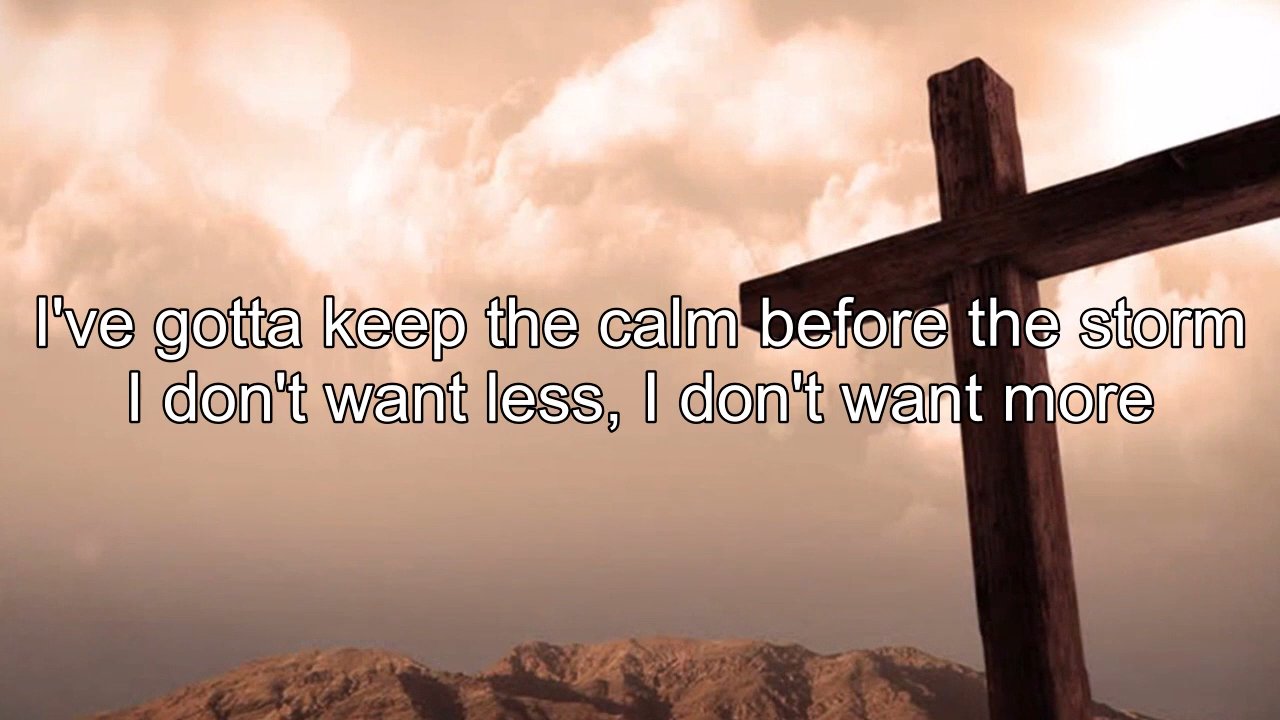 I've gotta keep the calm before the storm
I don't want less, I don't want more